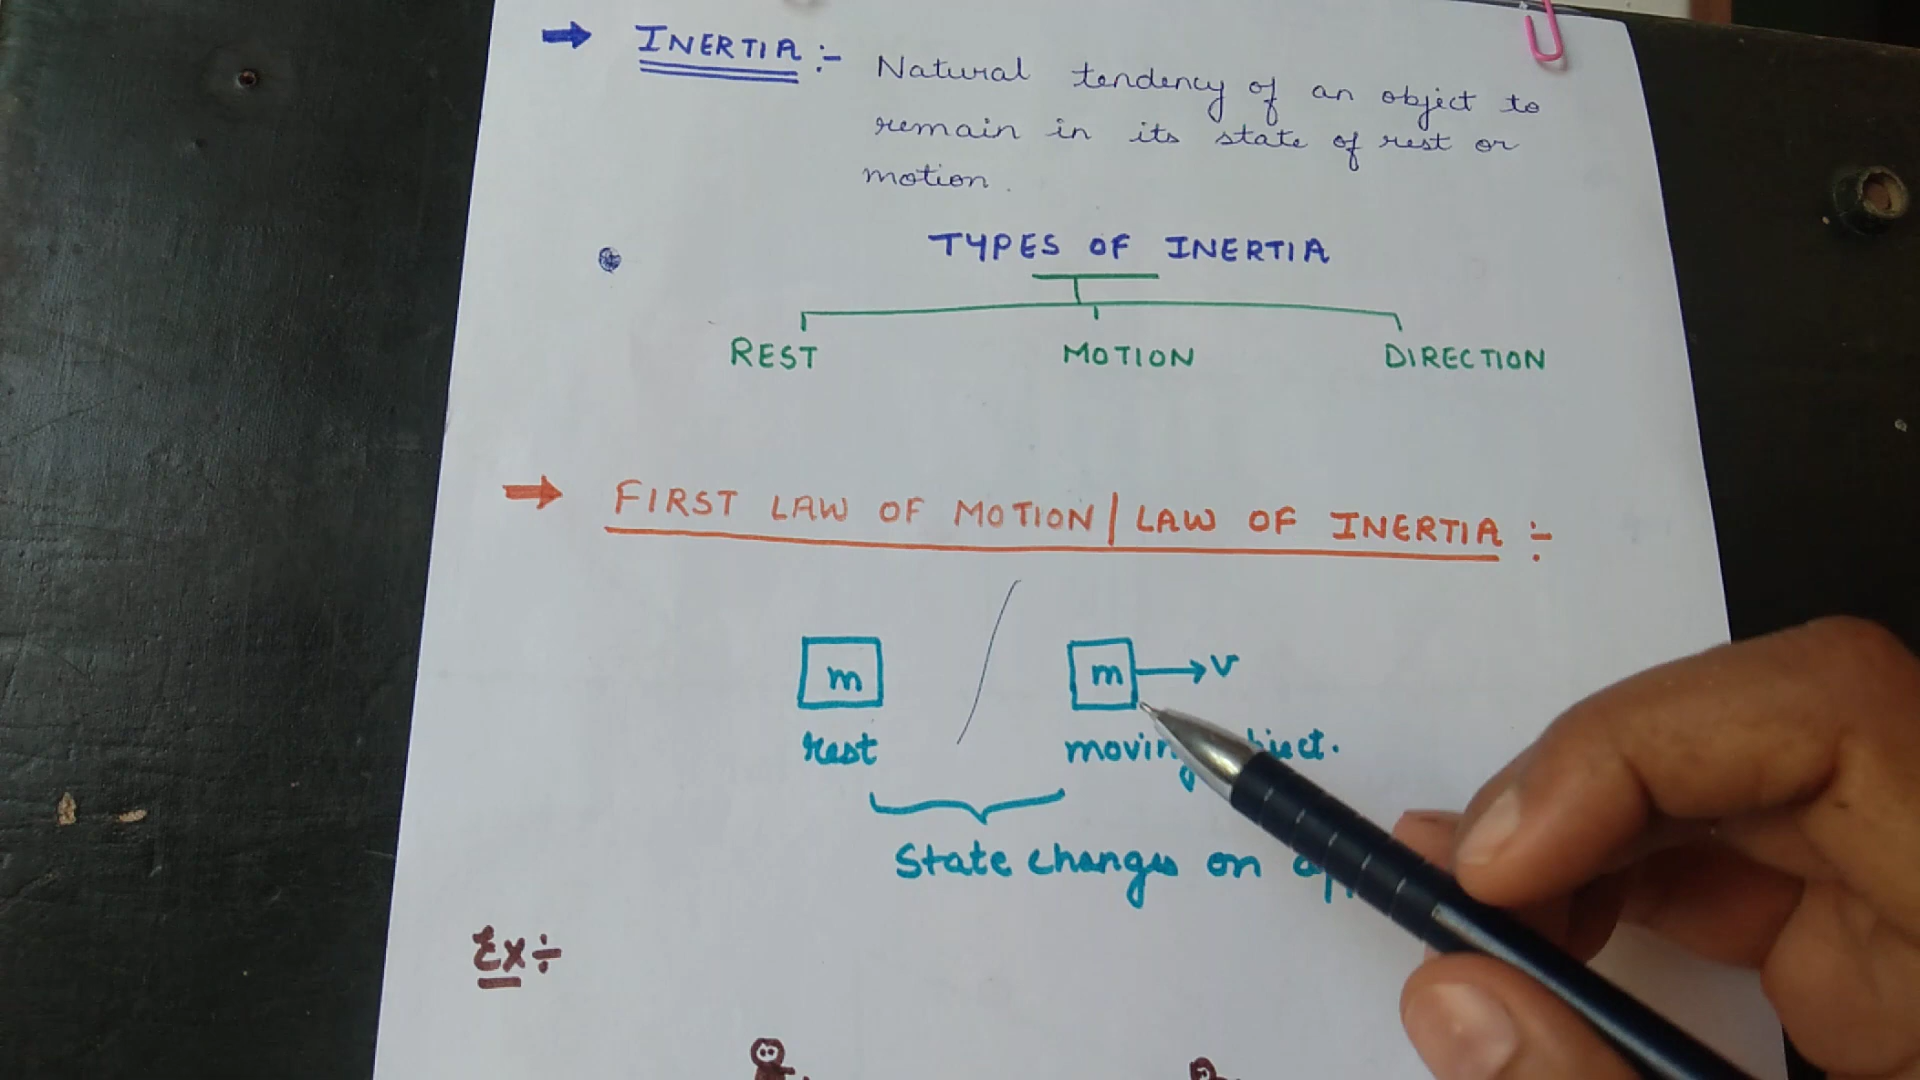 INERTIA :- Natural tendency of an object to
remain in its state of rest or
motion.
TYPES OF INERTIA
REST MOTION DIRECTION
FIRST LAW OF MOTION | LAW OF INERTIA :-
m m v
rest moving
State changes on
Ex÷